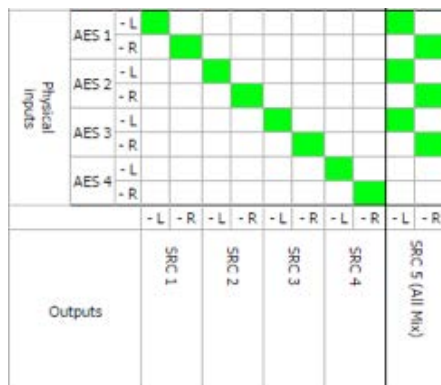 Physical inputs
AES 1
- L
- R
AES 2
- L
- R
AES 3
- L
- R
AES 4
- L
- R
- L - R - L - R - L - R - L - R - L - R
Outputs
SRC 1
SRC 2
SRC 3
SRC 4
SRC 5 (All Mix)